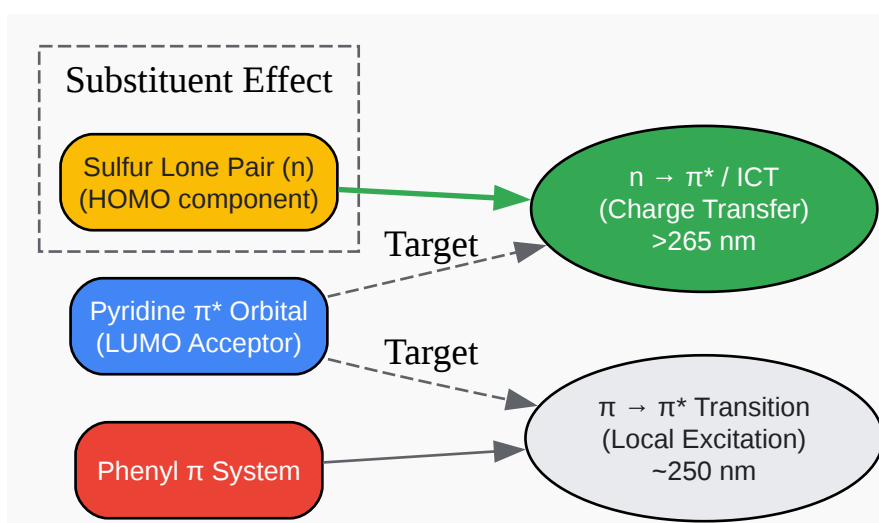 Substituent Effect
Sulfur Lone Pair (n)
(HOMO component)
n → π* / ICT
(Charge Transfer)
>265 nm
Target
Pyridine π* Orbital
(LUMO Acceptor)
Target
π → π* Transition
(Local Excitation)
~250 nm
Phenyl π System